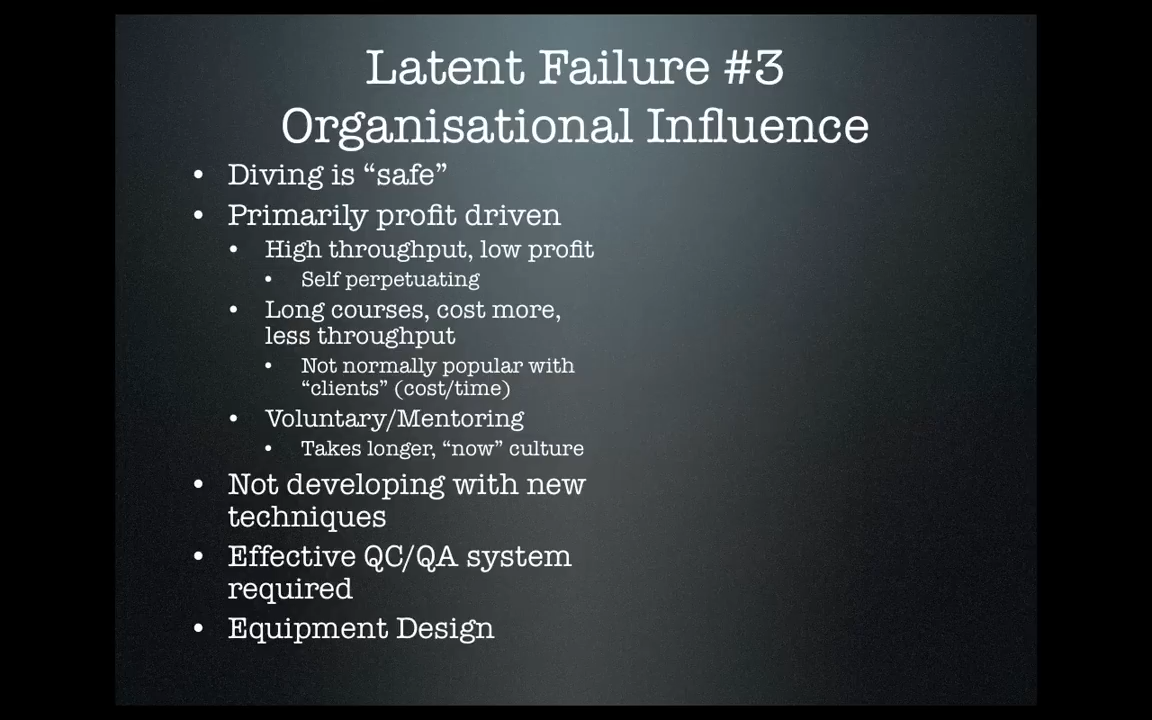 Latent Failure #3
Organisational Influence
• Diving is “safe”
• Primarily profit driven
• High throughput, low profit
• Self perpetuating
• Long courses, cost more,
less throughput
• Not normally popular with
“clients” (cost/time)
• Voluntary/Mentoring
• Takes longer, “now” culture
• Not developing with new
techniques
• Effective QC/QA system
required
• Equipment Design